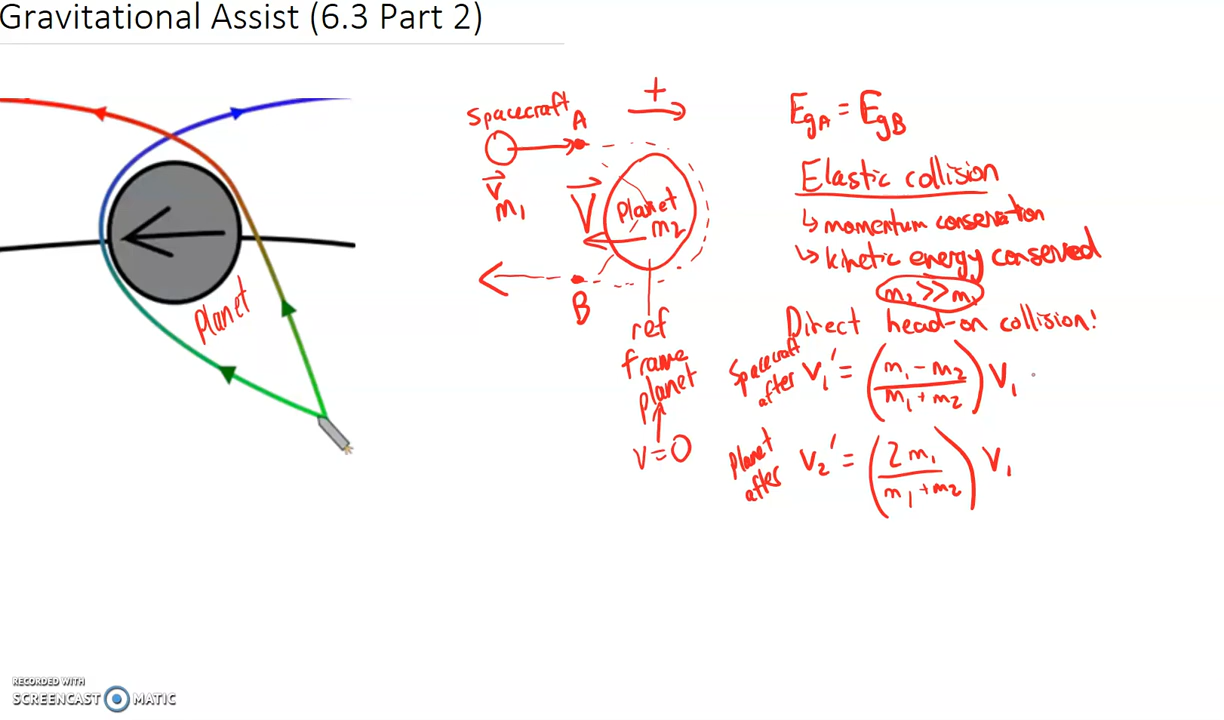 Gravitational Assist (6.3 Part 2)
Planet
+
Spacecraft A
v⃗
m₁
V⃗
Planet
m₂
B
ref
frame
planet
v=0
E_gA = E_gB
Elastic collision
↳ momentum conservation
↳ kinetic energy conserved
m₂ >> m₁
Direct head-on collision!
Spacecraft after V₁' = (m₁ - m₂ / m₁ + m₂) V₁
Planet after V₂' = (2m₁ / m₁ + m₂) V₁
RECORDED WITH
SCREENCAST MATIC